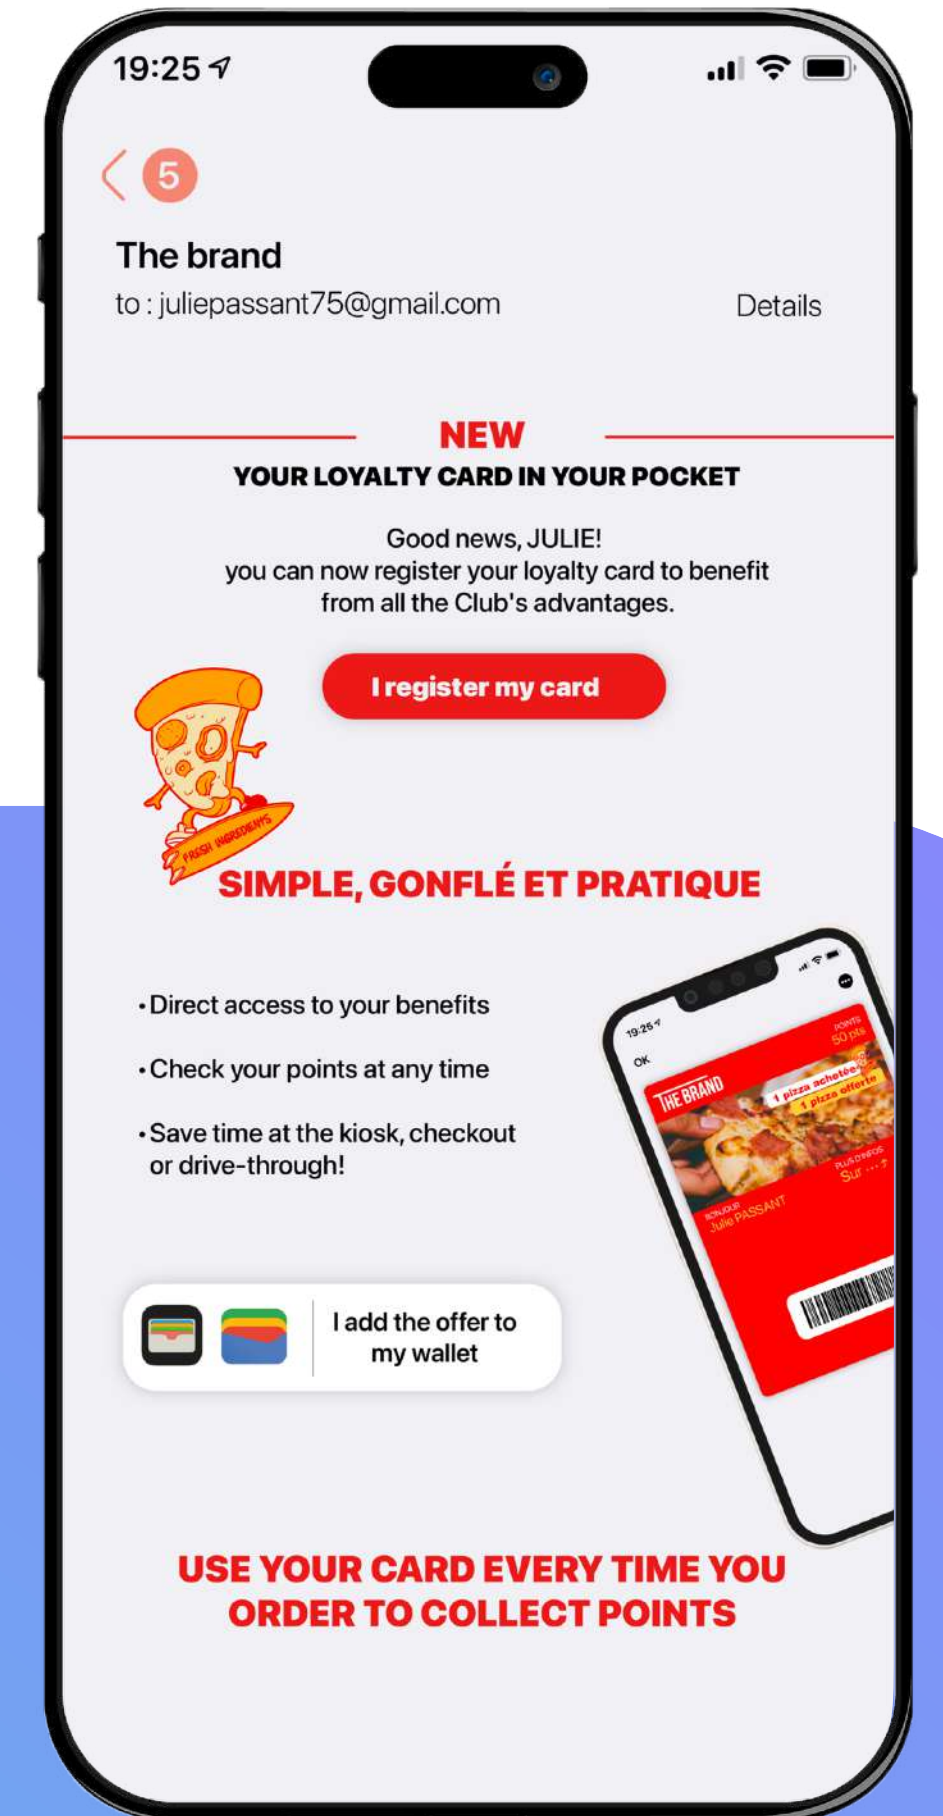 19:25
5
The brand
to : juliepassant75@gmail.com
Details
NEW
YOUR LOYALTY CARD IN YOUR POCKET
Good news, JULIE!
you can now register your loyalty card to benefit
from all the Club's advantages.
I register my card
FRESH INGREDIENTS
SIMPLE, GONFLÉ ET PRATIQUE
•Direct access to your benefits
•Check your points at any time
•Save time at the kiosk, checkout
or drive-through!
19:25
OK
THE BRAND
POINTS
50 pts
1 pizza achetée
1 pizza offerte
BONJOUR
Julie PASSANT
PLUS D'INFOS
Sur ...
I add the offer to
my wallet
USE YOUR CARD EVERY TIME YOU
ORDER TO COLLECT POINTS